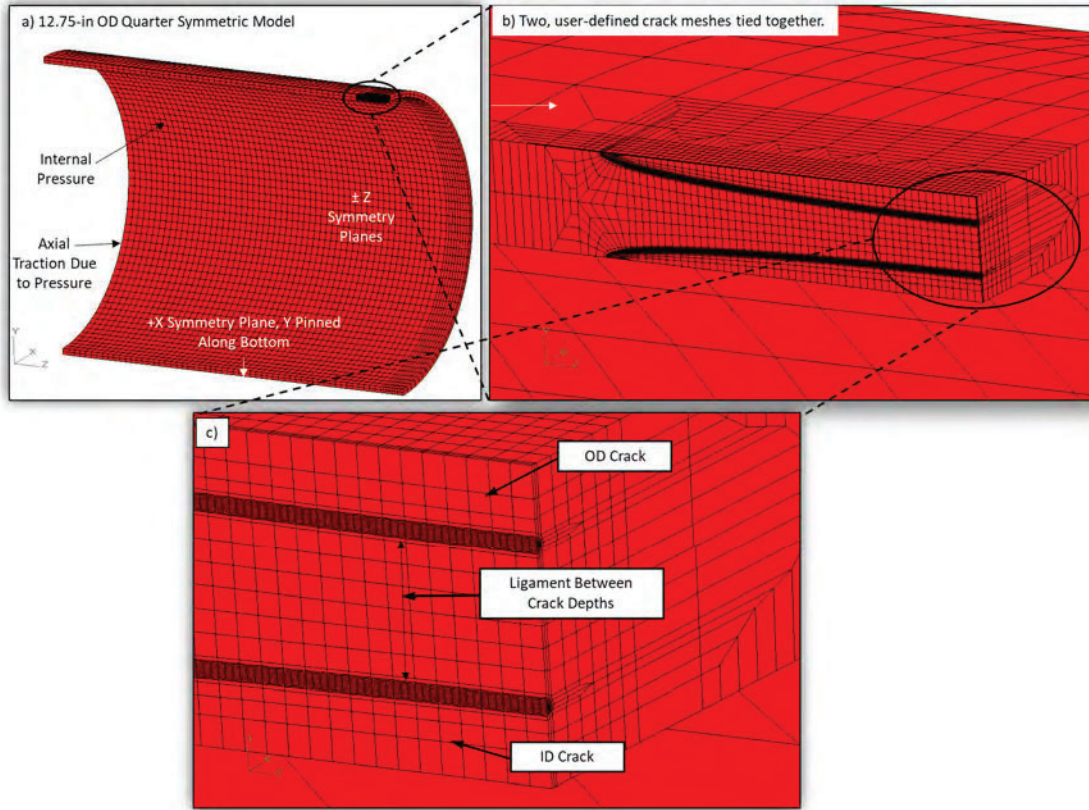 a) 12.75-in OD Quarter Symmetric Model
Internal
Pressure
± Z
Symmetry
Planes
Axial
Traction Due
to Pressure
+X Symmetry Plane, Y Pinned
Along Bottom
Y
X
Z
b) Two, user-defined crack meshes tied together.
c)
OD Crack
Ligament Between
Crack Depths
ID Crack